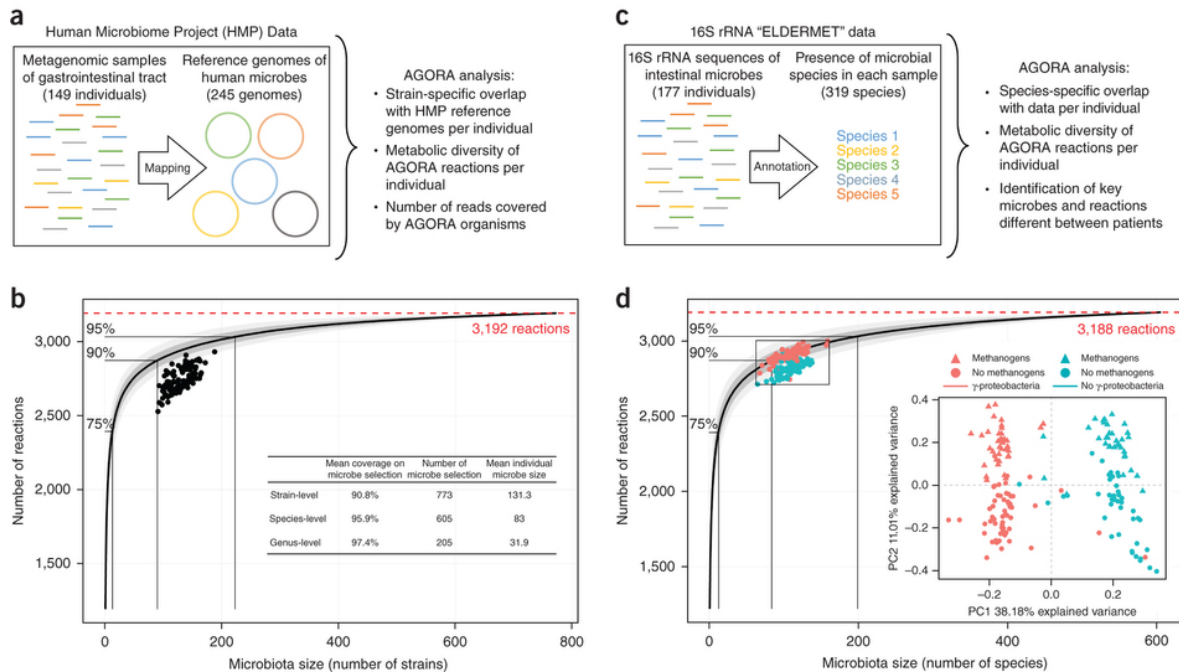 a
Human Microbiome Project (HMP) Data
Metagenomic samples
of gastrointestinal tract
(149 individuals)
Reference genomes of
human microbes
(245 genomes)
Mapping
AGORA analysis:
• Strain-specific overlap
with HMP reference
genomes per individual
• Metabolic diversity of
AGORA reactions per
individual
• Number of reads covered
by AGORA organisms
c
16S rRNA “ELDERMET” data
16S rRNA sequences of
intestinal microbes
(177 individuals)
Presence of microbial
species in each sample
(319 species)
Annotation
Species 1
Species 2
Species 3
Species 4
Species 5
AGORA analysis:
• Species-specific overlap
with data per individual
• Metabolic diversity of
AGORA reactions per
individual
• Identification of key
microbes and reactions
different between patients
b
Number of reactions
3,000
2,500
2,000
1,500
95%
90%
75%
3,192 reactions
Mean coverage on
microbe selection
Number of
microbe selection
Mean individual
microbe size
Strain-level 90.8% 773 131.3
Species-level 95.9% 605 83
Genus-level 97.4% 205 31.9
0 200 400 600 800
Microbiota size (number of strains)
d
Number of reactions
3,000
2,500
2,000
1,500
95%
90%
75%
3,188 reactions
Methanogens Methanogens
No methanogens No methanogens
γ-proteobacteria No γ-proteobacteria
PC2 11.01% explained variance
0.4
0.2
0.0
−0.2
−0.4
−0.2 0.0 0.2
PC1 38.18% explained variance
0 200 400 600
Microbiota size (number of species)